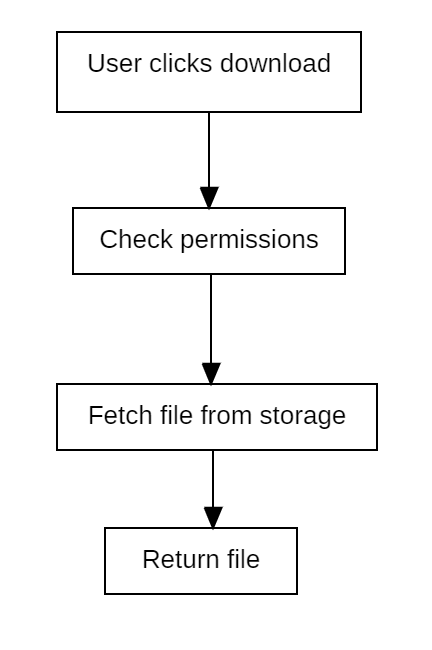 User clicks download
Check permissions
Fetch file from storage
Return file